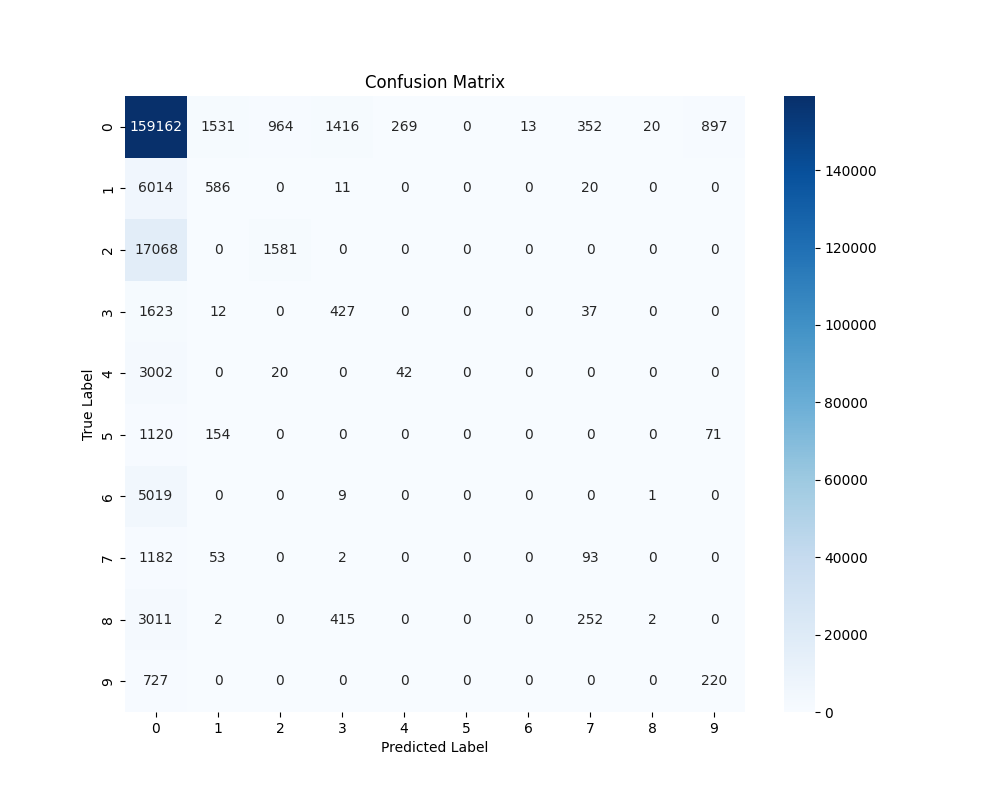 Confusion Matrix
0 159162 1531 964 1416 269 0 13 352 20 897
1 6014 586 0 11 0 0 0 20 0 0
2 17068 0 1581 0 0 0 0 0 0 0
3 1623 12 0 427 0 0 0 37 0 0
4 3002 0 20 0 42 0 0 0 0 0
5 1120 154 0 0 0 0 0 0 0 71
6 5019 0 0 9 0 0 0 0 1 0
7 1182 53 0 2 0 0 0 93 0 0
8 3011 2 0 415 0 0 0 252 2 0
9 727 0 0 0 0 0 0 0 0 220
0 1 2 3 4 5 6 7 8 9
Predicted Label
True Label
140000
120000
100000
80000
60000
40000
20000
0